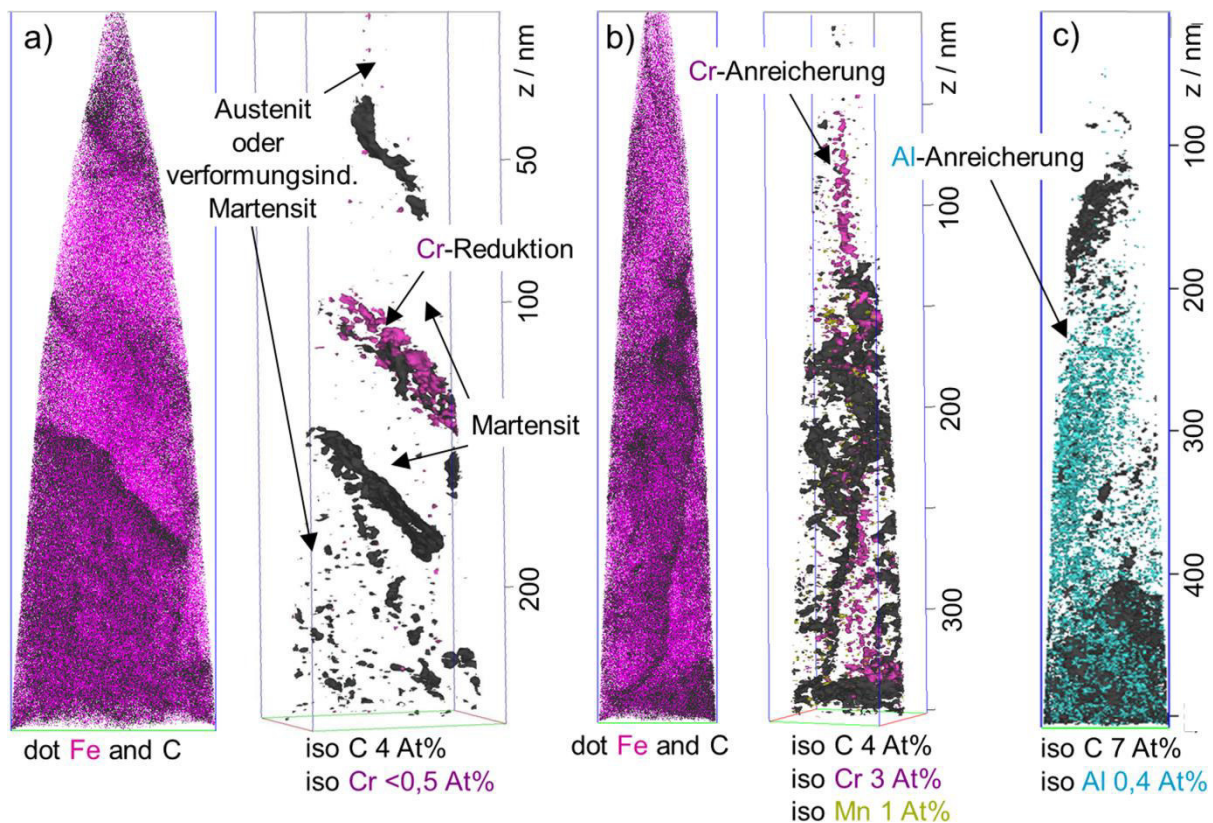 a)
z / nm
50
100
200
Austenit
oder
verformungsind.
Martensit
Cr-Reduktion
Martensit
dot Fe and C
iso C 4 At%
iso Cr <0,5 At%
b)
z / nm
100
200
300
Cr-Anreicherung
dot Fe and C
iso C 4 At%
iso Cr 3 At%
iso Mn 1 At%
c)
z / nm
100
200
300
400
Al-Anreicherung
iso C 7 At%
iso Al 0,4 At%